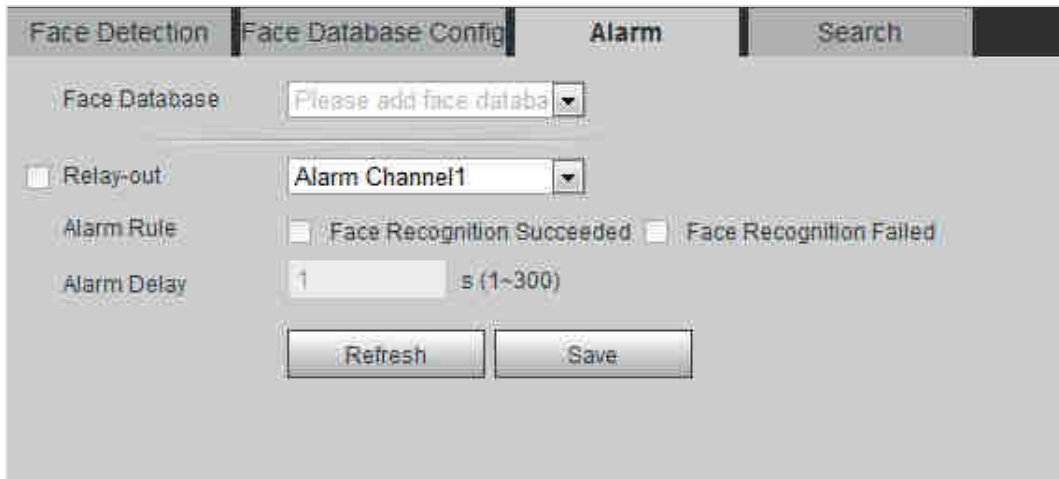 Face Detection Face Database Config Alarm Search
Face Database Please add face databa
Relay-out Alarm Channel1
Alarm Rule Face Recognition Succeeded Face Recognition Failed
Alarm Delay 1 s (1~300)
Refresh Save